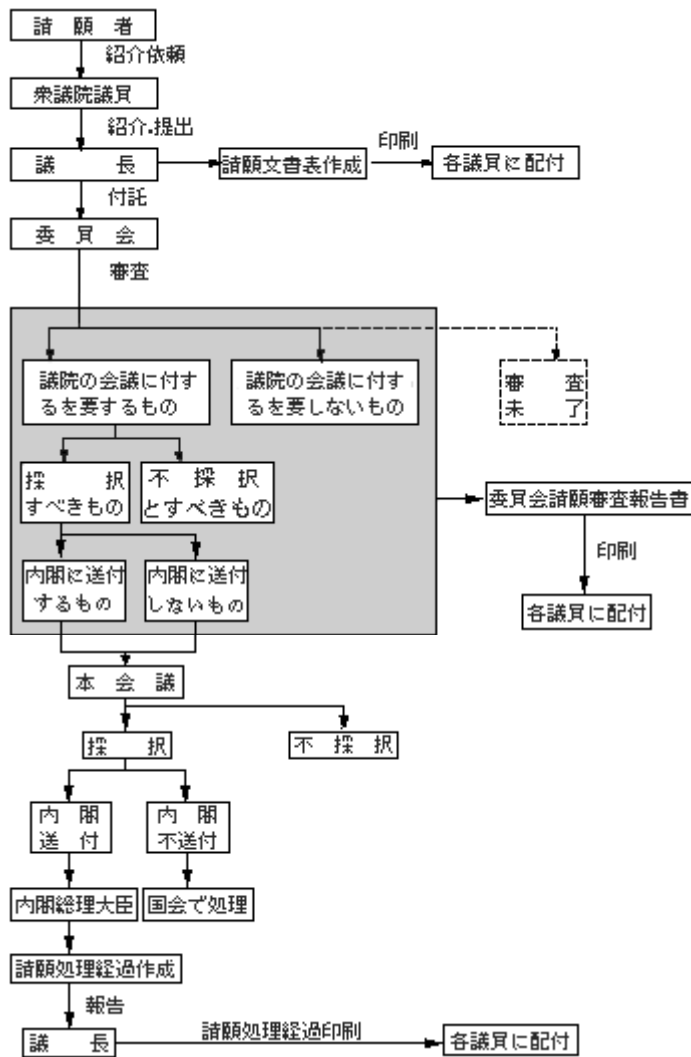 請願者
紹介依頼
衆議院議員
紹介・提出
議長
請願文書表作成
印刷
各議員に配付
付託
委員会
審査
議院の会議に付す
るを要するもの
議院の会議に付す
るを要しないもの
審査
未了
採択
すべきもの
不採択
とすべきもの
委員会請願審査報告書
印刷
各議員に配付
内閣に送付
するもの
内閣に送付
しないもの
本会議
採択
不採択
内閣
送付
内閣
不送付
内閣総理大臣
国会で処理
請願処理経過作成
報告
議長
請願処理経過印刷
各議員に配付